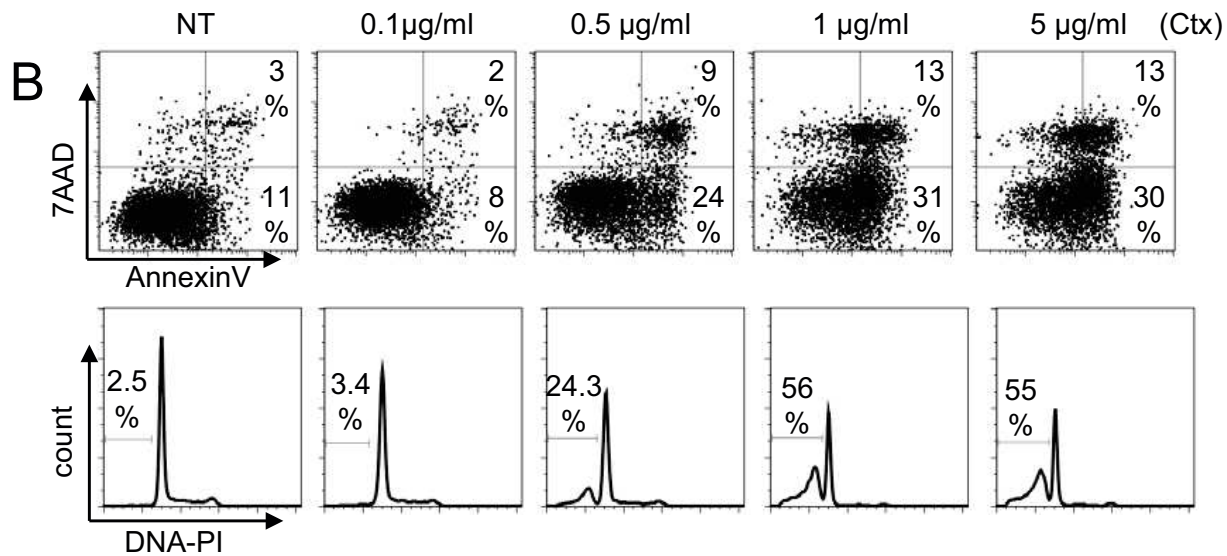 NT 0.1µg/ml 0.5 µg/ml 1 µg/ml 5 µg/ml (Ctx)
B
7AAD
3 %
2 %
9 %
13 %
13 %
11 %
8 %
24 %
31 %
30 %
AnnexinV
count
2.5 %
3.4 %
24.3 %
56 %
55 %
DNA-PI